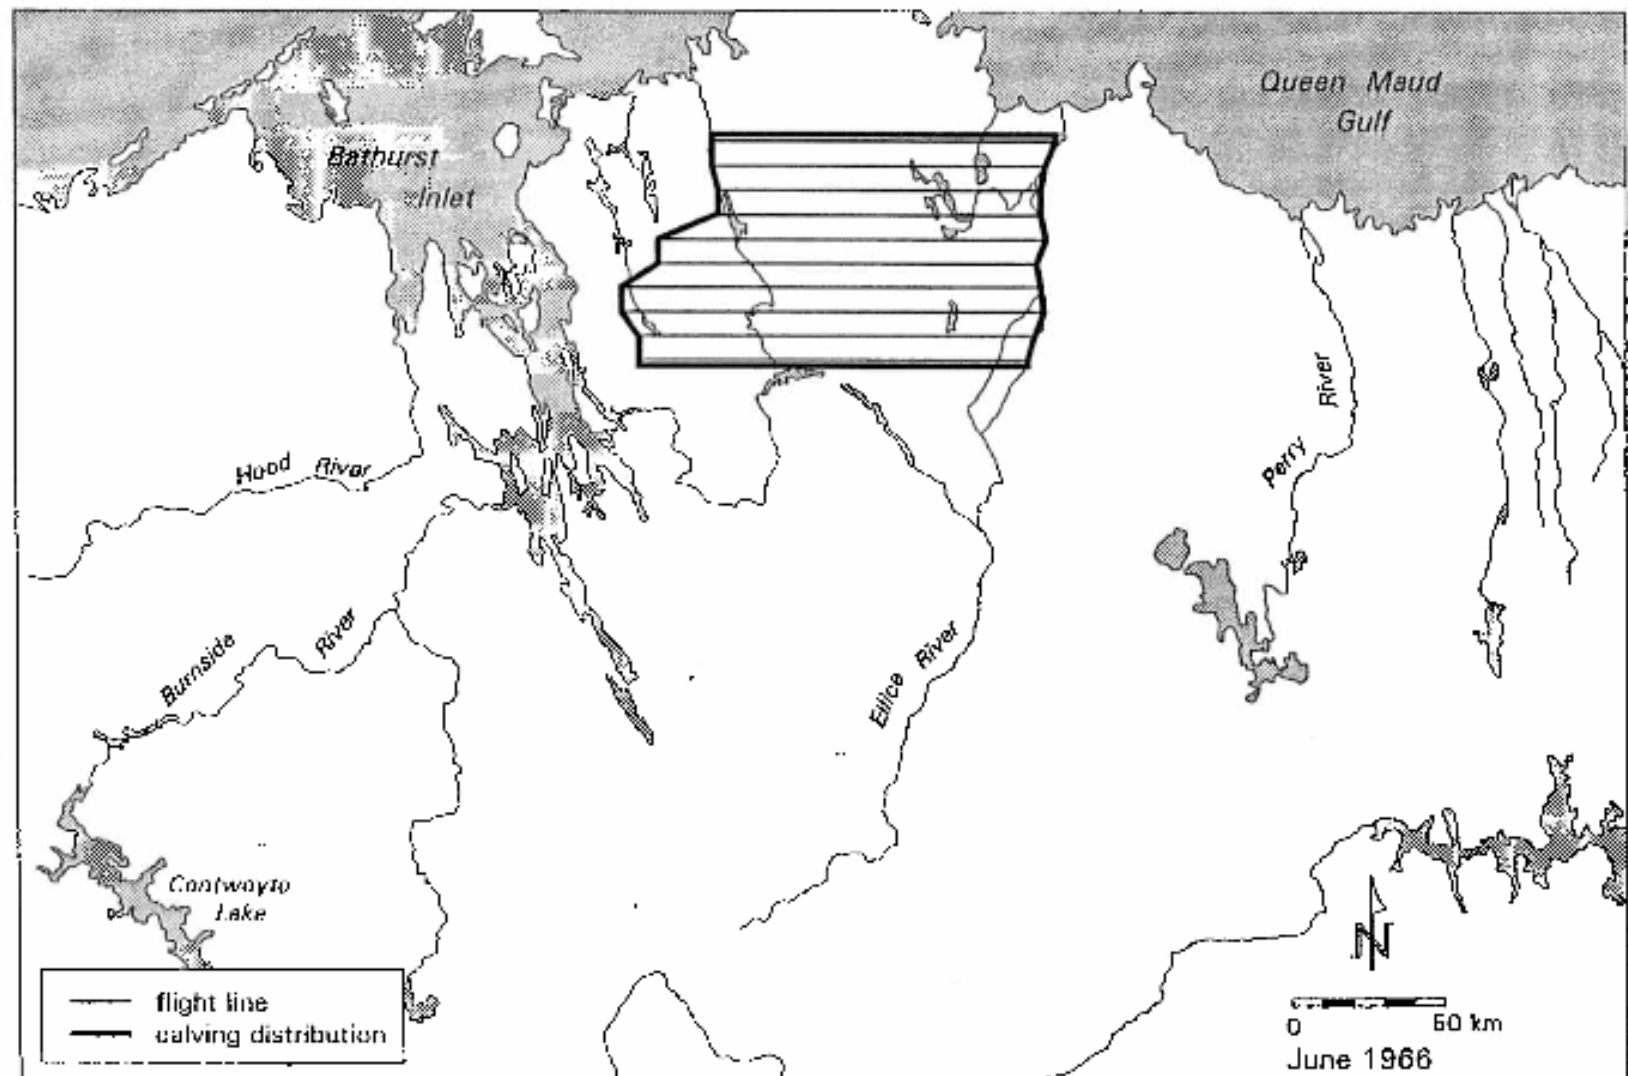 Queen Maud
Gulf
Bathurst
Inlet
River
Hood River
Perry
River
Burnside
Ellice River
Contwoyto
Lake
N
flight line
calving distribution
0 50 km
June 1966